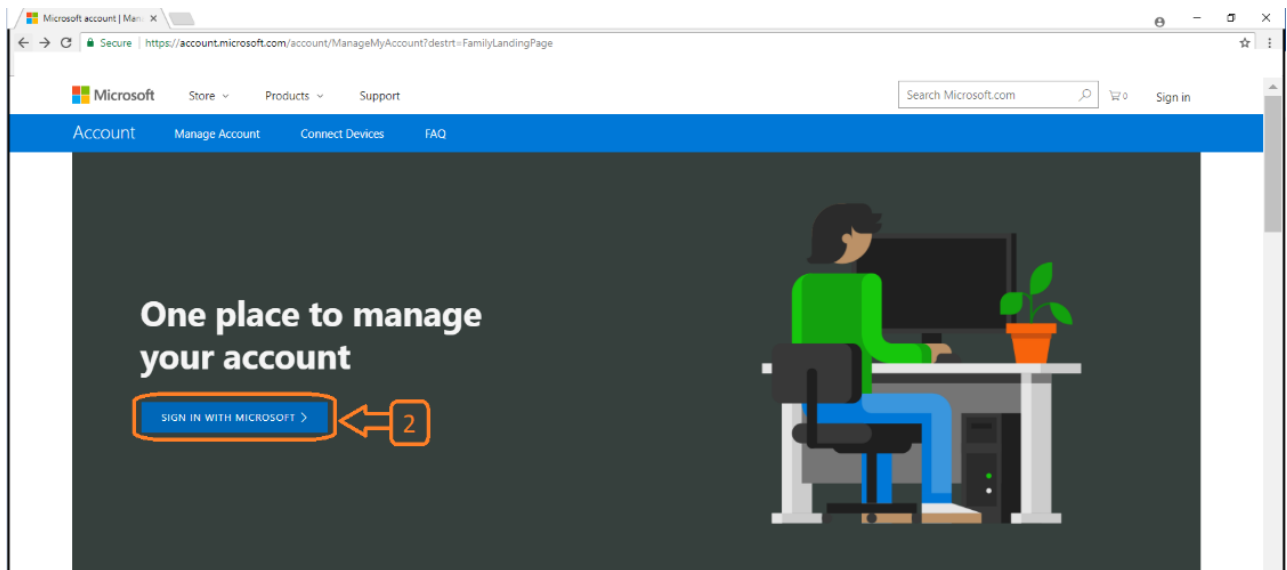 Microsoft account | Man
Secure | https://account.microsoft.com/account/ManageMyAccount?destrt=FamilyLandingPage
Microsoft Store Products Support Search Microsoft.com 0 Sign in
Account Manage Account Connect Devices FAQ
One place to manage
your account
SIGN IN WITH MICROSOFT
2